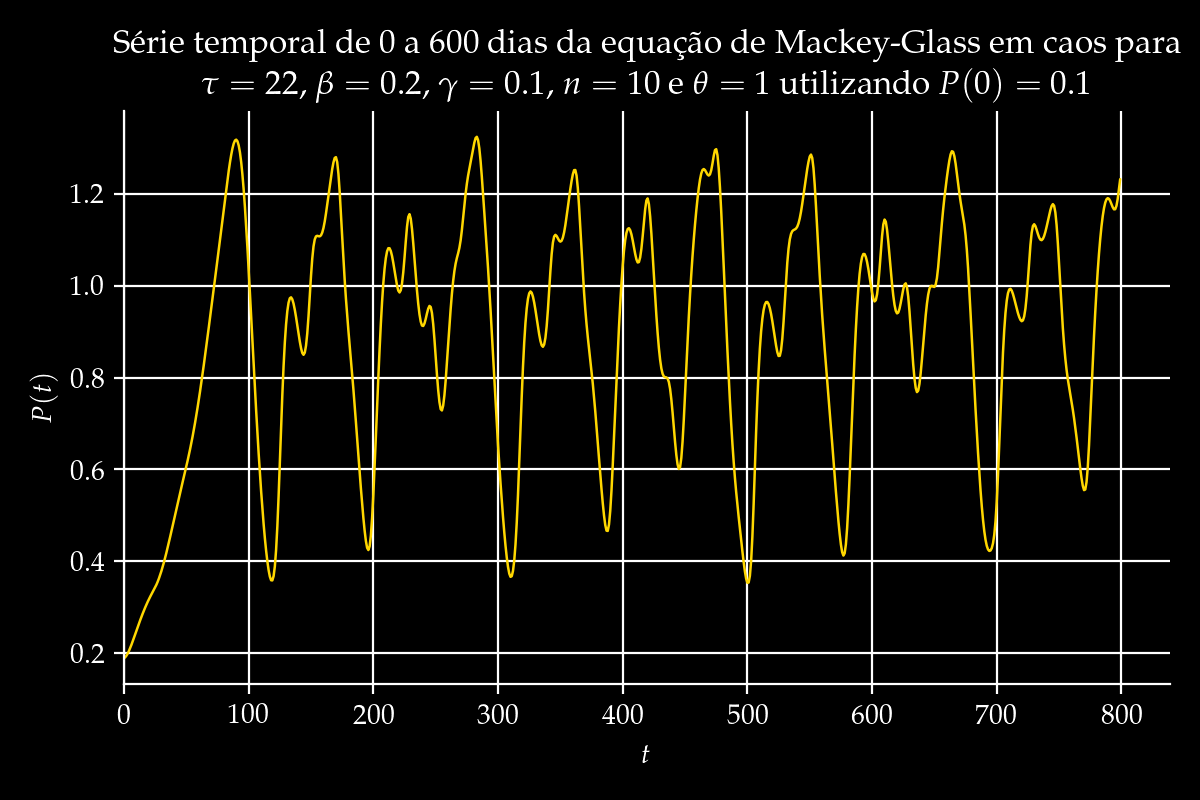 Série temporal de 0 a 600 dias da equação de Mackey-Glass em caos para
τ = 22, β = 0.2, γ = 0.1, n = 10 e θ = 1 utilizando P(0) = 0.1
P(t)
1.2
1.0
0.8
0.6
0.4
0.2
0 100 200 300 400 500 600 700 800
t